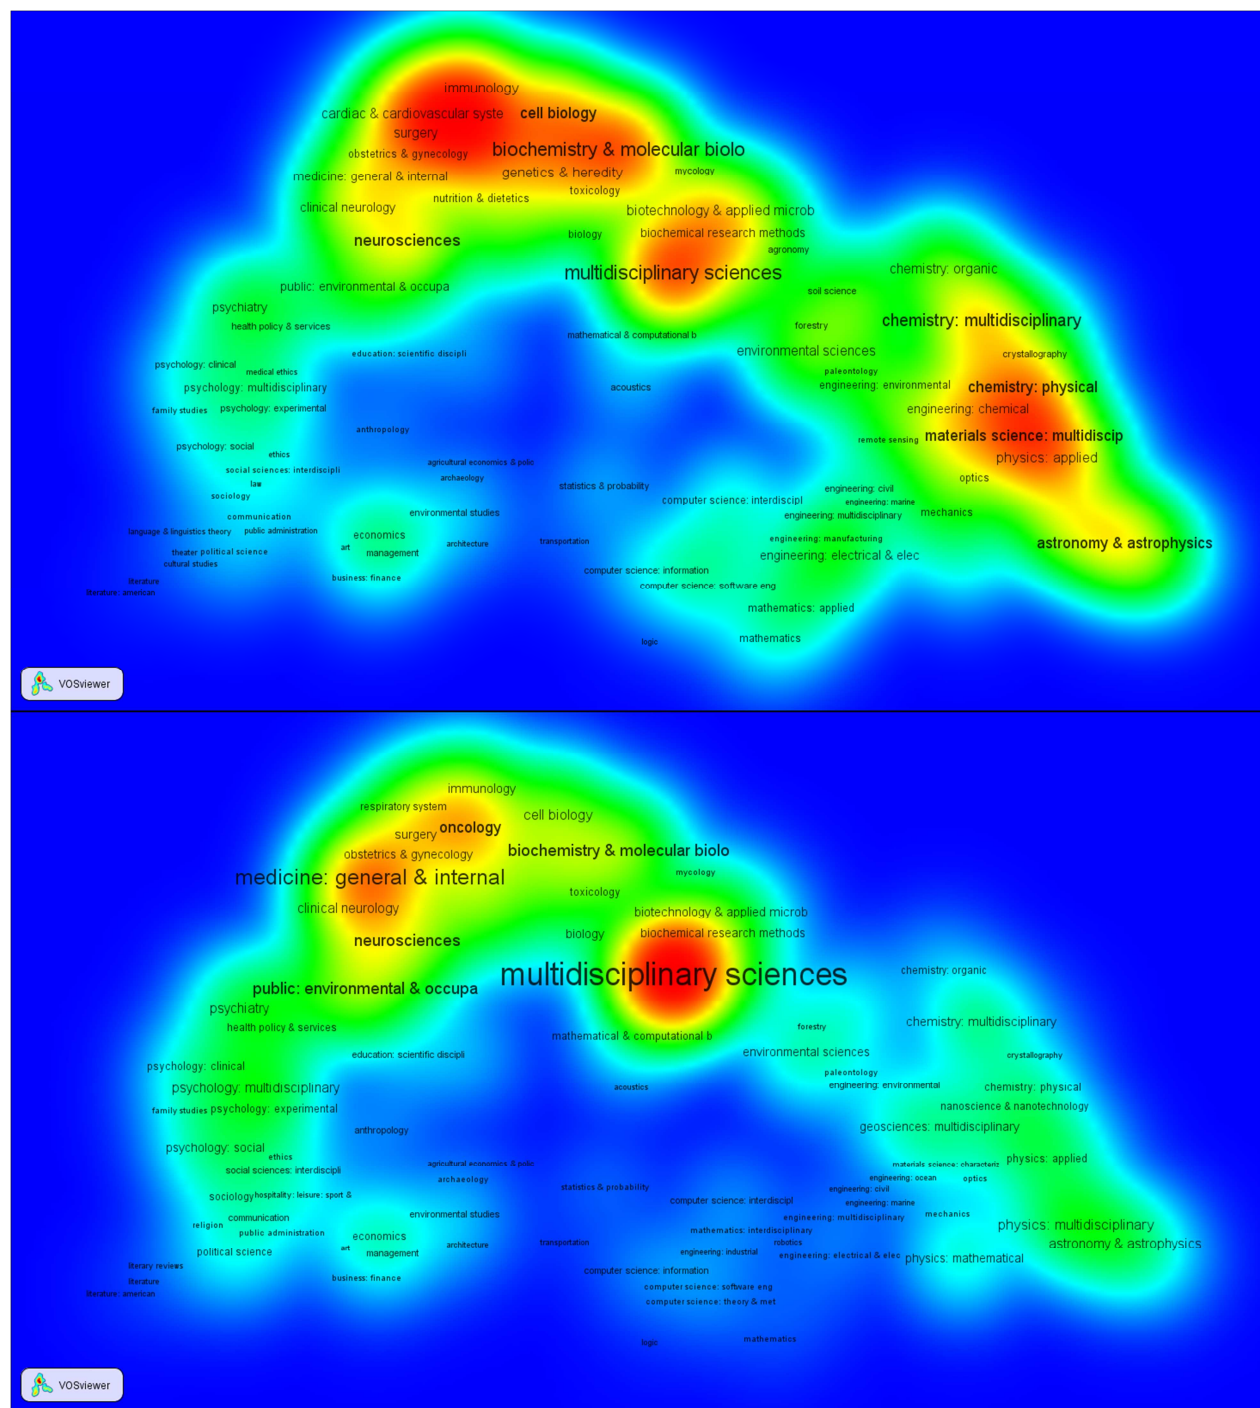 immunology
cardiac & cardiovascular syste
cell biology
surgery
biochemistry & molecular biolo
obstetrics & gynecology
genetics & heredity
mycology
medicine: general & internal
toxicology
nutrition & dietetics
clinical neurology
biotechnology & applied microb
neurosciences
biology
biochemical research methods
agronomy
multidisciplinary sciences
chemistry: organic
public: environmental & occupa
soil science
psychiatry
health policy & services
forestry
chemistry: multidisciplinary
mathematical & computational b
education: scientific discipli
environmental sciences
crystallography
psychology: clinical
medical ethics
paleontology
psychology: multidisciplinary
acoustics
engineering: environmental
chemistry: physical
family studies
psychology: experimental
engineering: chemical
anthropology
remote sensing
materials science: multidiscip
psychology: social
ethics
physics: applied
agricultural economics & polic
social sciences: interdiscipli
archaeology
optics
law
statistics & probability
engineering: civil
sociology
computer science: interdiscipl
engineering: marine
communication
environmental studies
engineering: multidisciplinary
mechanics
language & linguistics theory
public administration
economics
theater
political science
art
management
architecture
transportation
engineering: manufacturing
astronomy & astrophysics
cultural studies
engineering: electrical & elec
literature
business: finance
computer science: information
computer science: software eng
literature: american
mathematics: applied
logic
mathematics
VOSviewer
immunology
respiratory system
cell biology
surgery
oncology
obstetrics & gynecology
biochemistry & molecular biolo
medicine: general & internal
mycology
toxicology
clinical neurology
biotechnology & applied microb
neurosciences
biology
biochemical research methods
multidisciplinary sciences
chemistry: organic
public: environmental & occupa
psychiatry
health policy & services
forestry
chemistry: multidisciplinary
mathematical & computational b
education: scientific discipli
environmental sciences
crystallography
psychology: clinical
paleontology
psychology: multidisciplinary
acoustics
engineering: environmental
chemistry: physical
family studies
psychology: experimental
nanoscience & nanotechnology
anthropology
geosciences: multidisciplinary
psychology: social
ethics
physics: applied
agricultural economics & polic
materials science: characteriz
social sciences: interdiscipli
archaeology
engineering: ocean
optics
statistics & probability
engineering: civil
sociology
hospitality: leisure: sport &
computer science: interdiscipl
engineering: marine
communication
environmental studies
engineering: multidisciplinary
mechanics
religion
public administration
economics
mathematics: interdisciplinary
physics: multidisciplinary
political science
art
management
architecture
transportation
robotics
astronomy & astrophysics
engineering: industrial
engineering: electrical & elec
physics: mathematical
literary reviews
literature
business: finance
computer science: information
computer science: software eng
literature: american
computer science: theory & met
logic
mathematics
VOSviewer